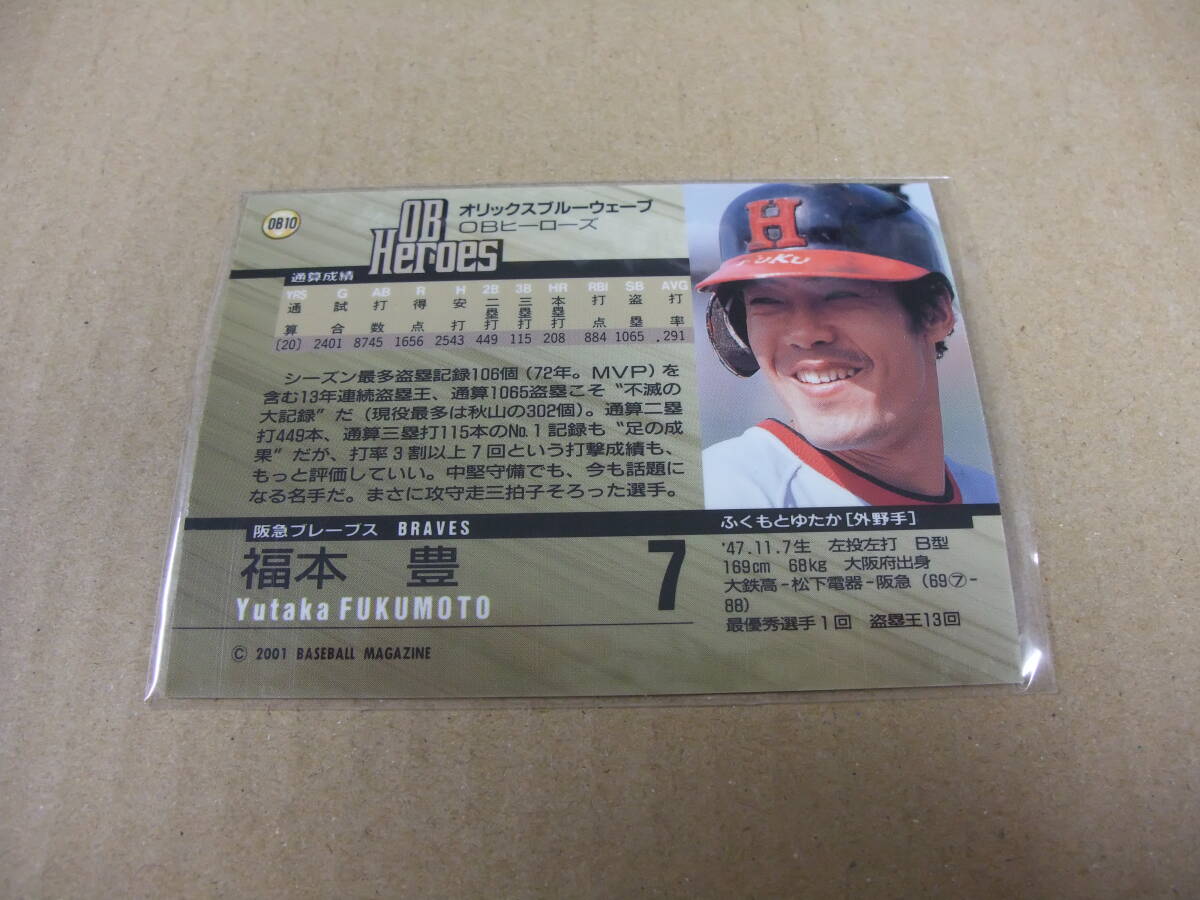 OB10
OB
Heroes
オリックスブルーウェーブ
OBヒーローズ
通算成績
YRS G AB R H 2B 3B HR RBI SB AVG
通算 試合 打数 得点 安打 二塁打 三塁打 本塁打 打点 盗塁 打率
[20] 2401 8745 1656 2543 449 115 208 884 1065 .291
シーズン最多盗塁記録106個(72年。MVP)を
含む13年連続盗塁王、通算1065盗塁こそ“不滅の
大記録”だ(現役最多は秋山の302個)。通算二塁
打449本、通算三塁打115本のNo.1記録も“足の成
果”だが、打率3割以上7回という打撃成績も、
もっと評価していい。中堅守備でも、今も話題に
なる名手だ。まさに攻守走三拍子そろった選手。
H
FUKU
阪急ブレーブス BRAVES
福本 豊
Yutaka FUKUMOTO
7
ふくもとゆたか[外野手]
'47.11.7生 左投左打 B型
169cm 68kg 大阪府出身
大鉄高-松下電器-阪急(69⑦-
88)
最優秀選手1回 盗塁王13回
© 2001 BASEBALL MAGAZINE